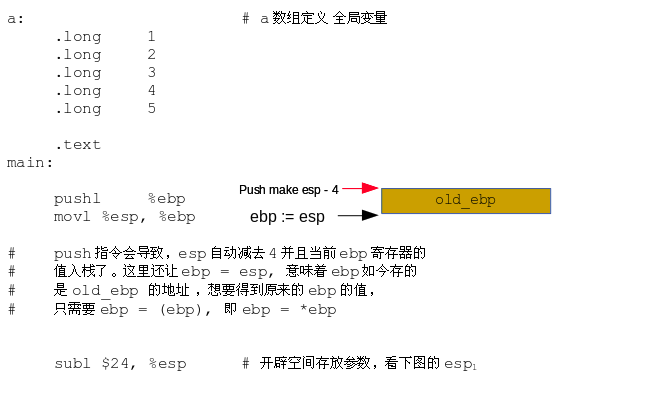 a: # a 数组定义 全局变量
.long 1
.long 2
.long 3
.long 4
.long 5
.text
main:
pushl %ebp Push make esp - 4 old_ebp
movl %esp, %ebp ebp := esp
# push 指令会导致，esp 自动减去 4 并且当前 ebp 寄存器的
# 值入栈了。这里还让 ebp = esp, 意味着 ebp 如今存的
# 是 old_ebp 的地址，想要得到原来的 ebp 的值，
# 只需要 ebp = (ebp), 即 ebp = *ebp
subl $24, %esp # 开辟空间存放参数，看下图的 esp₁